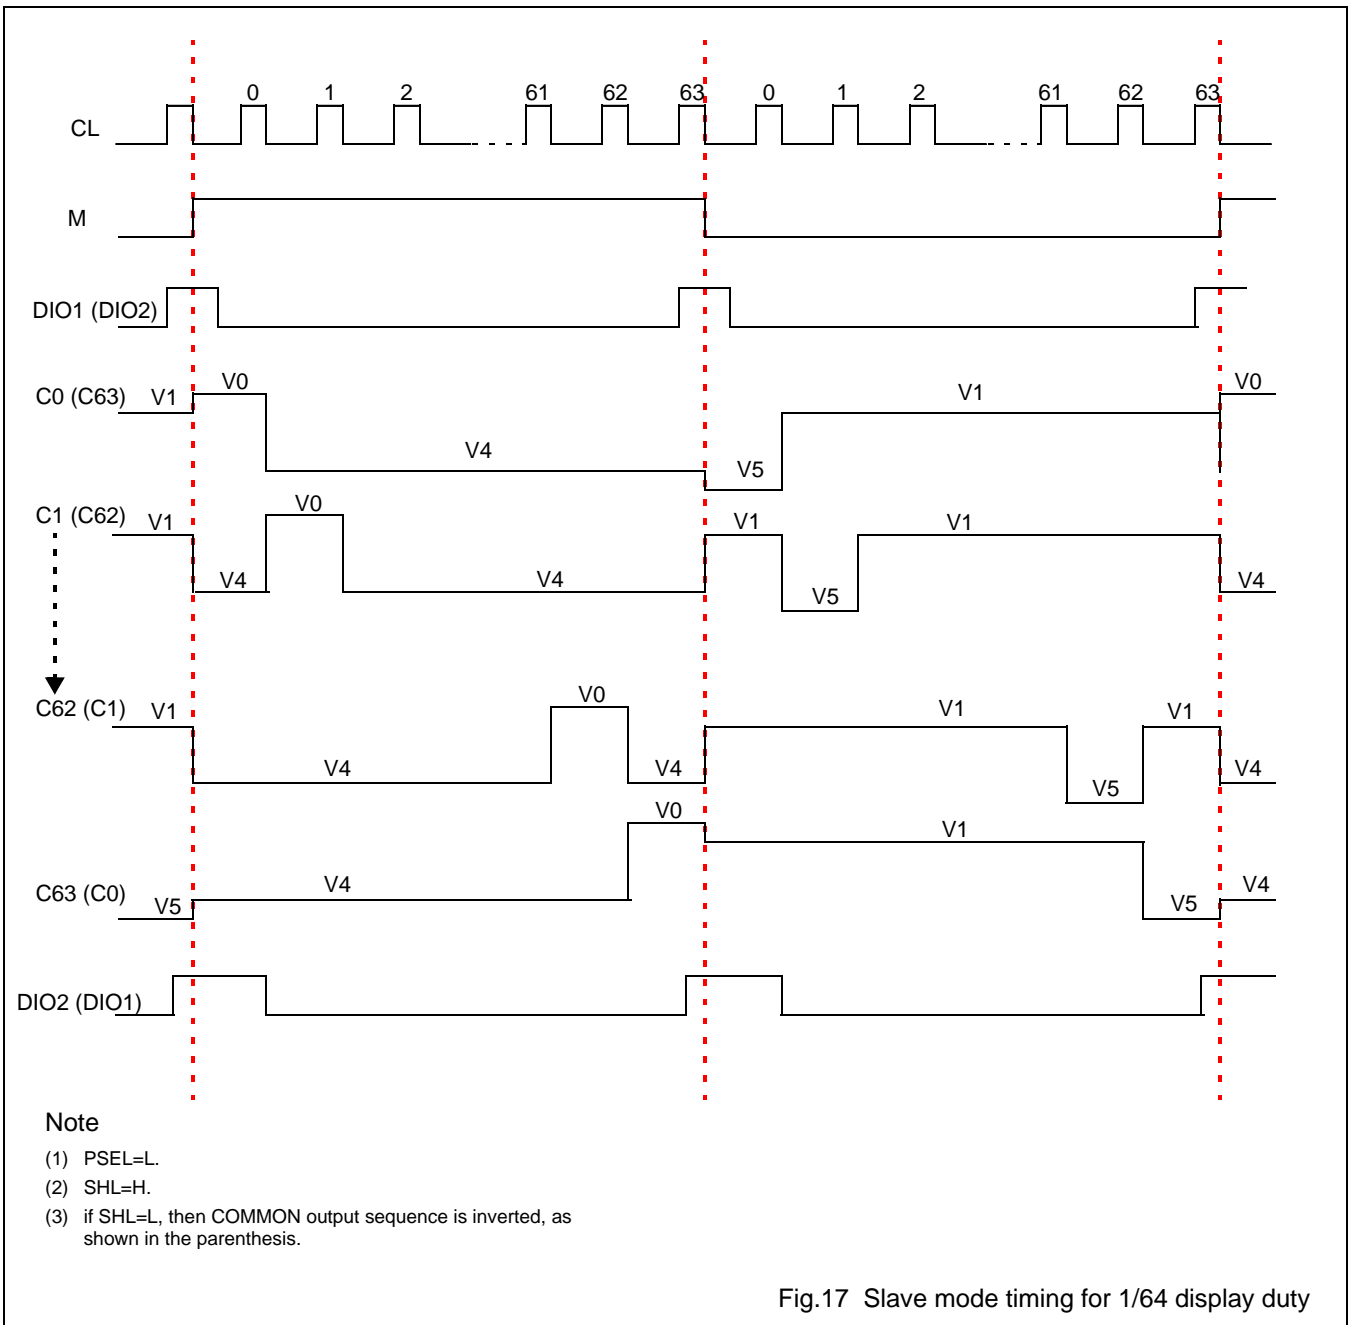 0 1 2 61 62 63 0 1 2 61 62 63
CL
M
DIO1 (DIO2)
V0 V0
C0 (C63) V1 V1
V4
V5
V0
C1 (C62) V1 V1 V1
V4 V4 V4
V5
V0
C62 (C1) V1 V1 V1
V4 V4 V4
V5
V0
V1
V4 V4
C63 (C0)
V5 V5
DIO2 (DIO1)
Note
(1) PSEL=L.
(2) SHL=H.
(3) if SHL=L, then COMMON output sequence is inverted, as
shown in the parenthesis.
Fig.17 Slave mode timing for 1/64 display duty